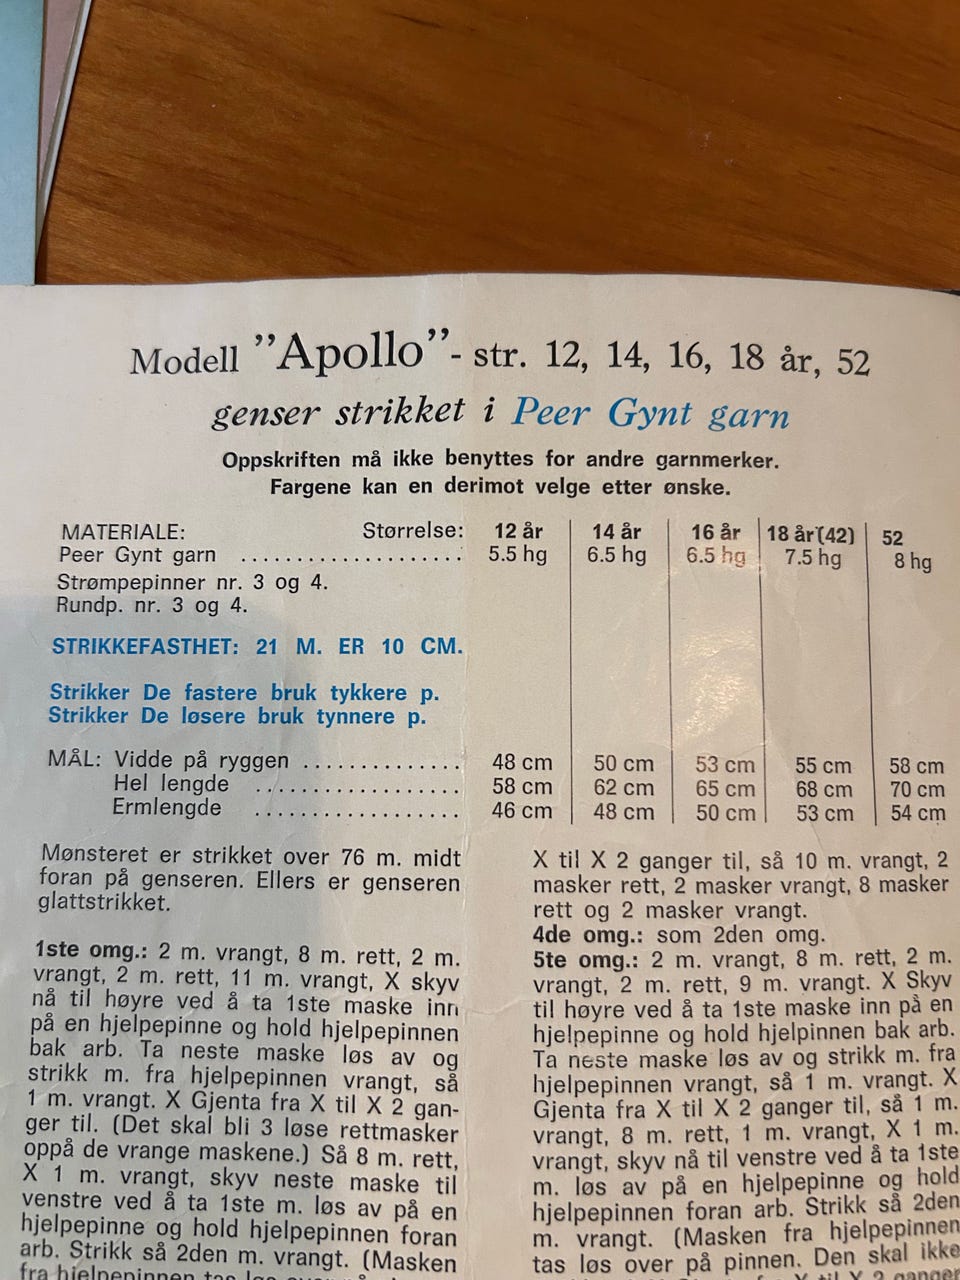 Modell ”Apollo”- str. 12, 14, 16, 18 år, 52
genser strikket i Peer Gynt garn
Oppskriften må ikke benyttes for andre garnmerker.
Fargene kan en derimot velge etter ønske.
MATERIALE: Størrelse: 12 år 14 år 16 år 18 år (42) 52
Peer Gynt garn ..................... 5.5 hg 6.5 hg 6.5 hg 7.5 hg 8 hg
Strømpepinner nr. 3 og 4.
Rundp. nr. 3 og 4.
STRIKKEFASTHET: 21 M. ER 10 CM.
Strikker De fastere bruk tykkere p.
Strikker De løsere bruk tynnere p.
MÅL: Vidde på ryggen ............... 48 cm 50 cm 53 cm 55 cm 58 cm
Hel lengde ................... 58 cm 62 cm 65 cm 68 cm 70 cm
Ermlengde ................... 46 cm 48 cm 50 cm 53 cm 54 cm
Mønsteret er strikket over 76 m. midt
foran på genseren. Ellers er genseren
glattstrikket.
1ste omg.: 2 m. vrangt, 8 m. rett, 2 m.
vrangt, 2 m. rett, 11 m. vrangt, X skyv
nå til høyre ved å ta 1ste maske inn
på en hjelpepinne og hold hjelpepinnen
bak arb. Ta neste maske løs av og
strikk m. fra hjelpepinnen vrangt, så
1 m. vrangt. X Gjenta fra X til X 2 gan-
ger til. (Det skal bli 3 løse rettmasker
oppå de vrange maskene.) Så 8 m. rett,
X 1 m. vrangt, skyv neste maske til
venstre ved å ta 1ste m. løs av på en
hjelpepinne og hold hjelpepinnen foran
arb. Strikk så 2den m. vrangt. (Masken
fra hjelpepinnen tas løs over på
X til X 2 ganger til, så 10 m. vrangt, 2
masker rett, 2 masker vrangt, 8 masker
rett og 2 masker vrangt.
4de omg.: som 2den omg.
5te omg.: 2 m. vrangt, 8 m. rett, 2 m.
vrangt, 2 m. rett, 9 m. vrangt. X Skyv
til høyre ved å ta 1ste maske inn på en
hjelpepinne og hold hjelpinnen bak arb.
Ta neste maske løs av og strikk m. fra
hjelpepinnen vrangt, så 1 m. vrangt. X
Gjenta fra X til X 2 ganger til, så 1 m.
vrangt, 8 m. rett, 1 m. vrangt, X 1 m.
vrangt, skyv nå til venstre ved å ta 1ste
m. løs av på en hjelpepinne og hold
hjelpepinnen foran arb. Strikk så 2den
m. vrangt. (Masken fra hjelpepinnen
tas løs over på pinnen. Den skal ikke
X 2 ganger